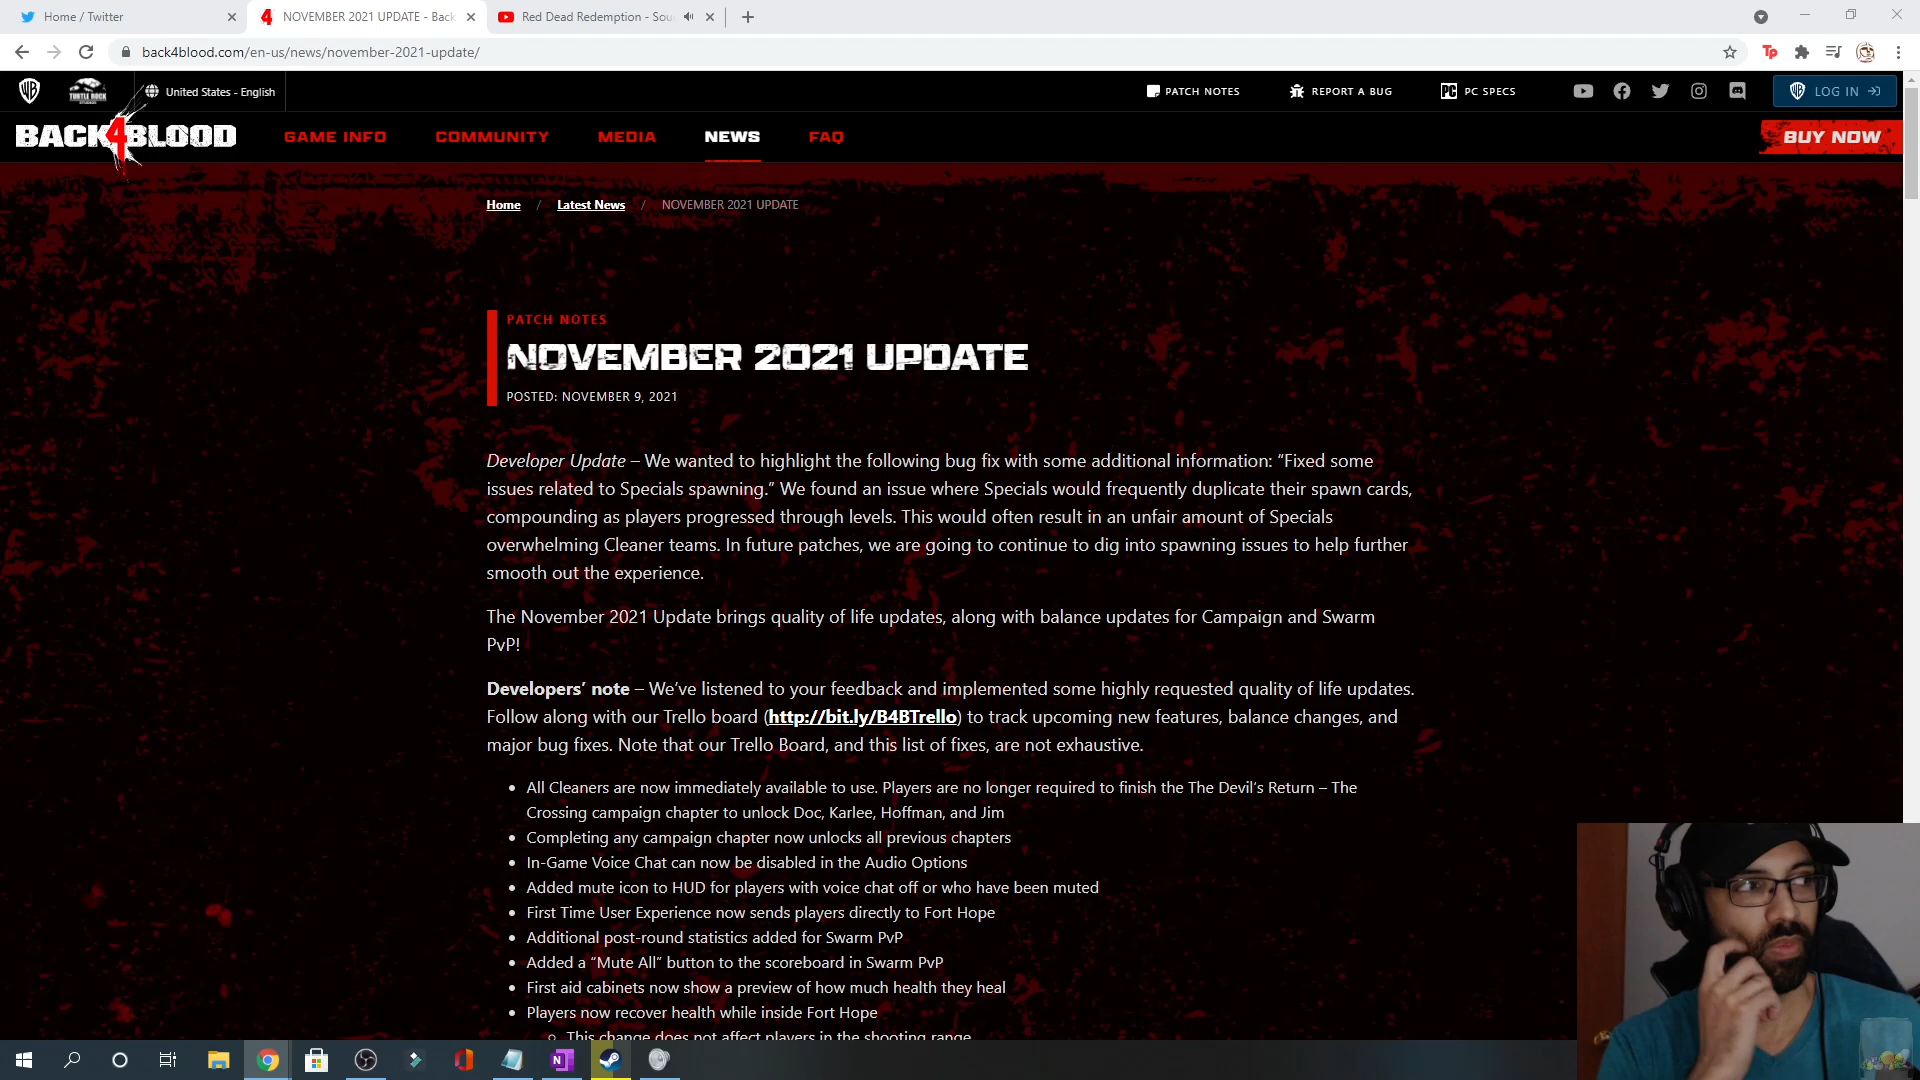 Home / Twitter
NOVEMBER 2021 UPDATE - Back
Red Dead Redemption - Sou
back4blood.com/en-us/news/november-2021-update/
TURTLE ROCK
United States - English
PATCH NOTES
REPORT A BUG
PC SPECS
LOG IN
BACK4BLOOD
GAME INFO
COMMUNITY
MEDIA
NEWS
FAQ
BUY NOW
Home / Latest News / NOVEMBER 2021 UPDATE
PATCH NOTES
NOVEMBER 2021 UPDATE
POSTED: NOVEMBER 9, 2021
Developer Update – We wanted to highlight the following bug fix with some additional information: “Fixed some
issues related to Specials spawning.” We found an issue where Specials would frequently duplicate their spawn cards,
compounding as players progressed through levels. This would often result in an unfair amount of Specials
overwhelming Cleaner teams. In future patches, we are going to continue to dig into spawning issues to help further
smooth out the experience.
The November 2021 Update brings quality of life updates, along with balance updates for Campaign and Swarm
PvP!
Developers’ note – We’ve listened to your feedback and implemented some highly requested quality of life updates.
Follow along with our Trello board (http://bit.ly/B4BTrello) to track upcoming new features, balance changes, and
major bug fixes. Note that our Trello Board, and this list of fixes, are not exhaustive.
• All Cleaners are now immediately available to use. Players are no longer required to finish the The Devil’s Return – The
Crossing campaign chapter to unlock Doc, Karlee, Hoffman, and Jim
• Completing any campaign chapter now unlocks all previous chapters
• In-Game Voice Chat can now be disabled in the Audio Options
• Added mute icon to HUD for players with voice chat off or who have been muted
• First Time User Experience now sends players directly to Fort Hope
• Additional post-round statistics added for Swarm PvP
• Added a “Mute All” button to the scoreboard in Swarm PvP
• First aid cabinets now show a preview of how much health they heal
• Players now recover health while inside Fort Hope
○ This change does not affect players in the shooting range